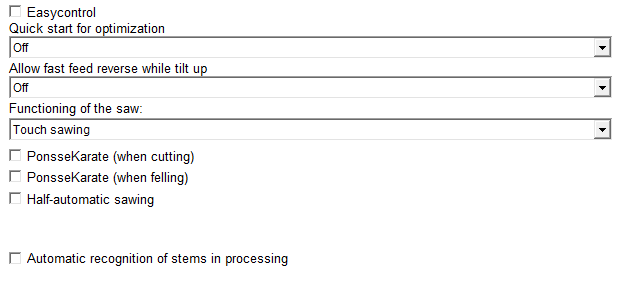 Easycontrol
Quick start for optimization
Off
Allow fast feed reverse while tilt up
Off
Functioning of the saw:
Touch sawing
PonsseKarate (when cutting)
PonsseKarate (when felling)
Half-automatic sawing
Automatic recognition of stems in processing